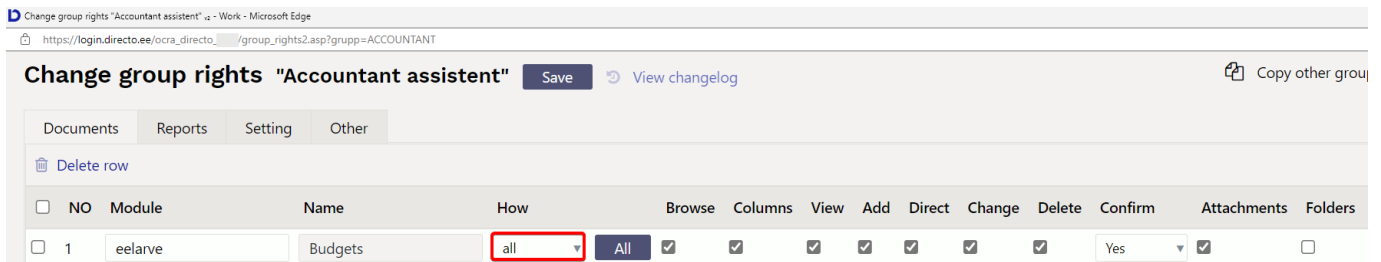 Change group rights "Accountant assistent" v2 - Work - Microsoft Edge
https://login.directo.ee/ocra_directo_ /group_rights2.asp?grupp=ACCOUNTANT
Change group rights "Accountant assistent" Save View changelog Copy other grou
Documents Reports Setting Other
Delete row
NO Module Name How Browse Columns View Add Direct Change Delete Confirm Attachments Folders
1 eelarve Budgets all All Yes